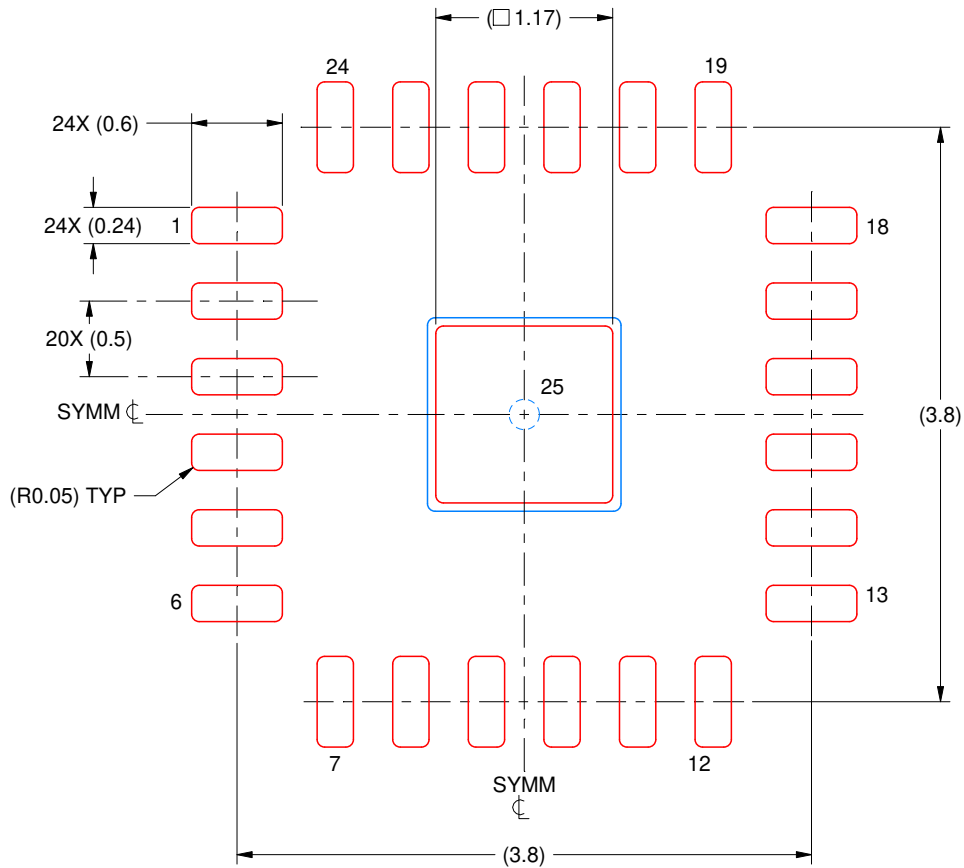 (□ 1.17)
24
19
24X (0.6)
24X (0.24)
1
18
20X (0.5)
25
SYMM ℄
(3.8)
(R0.05) TYP
6
13
7
12
SYMM
℄
(3.8)